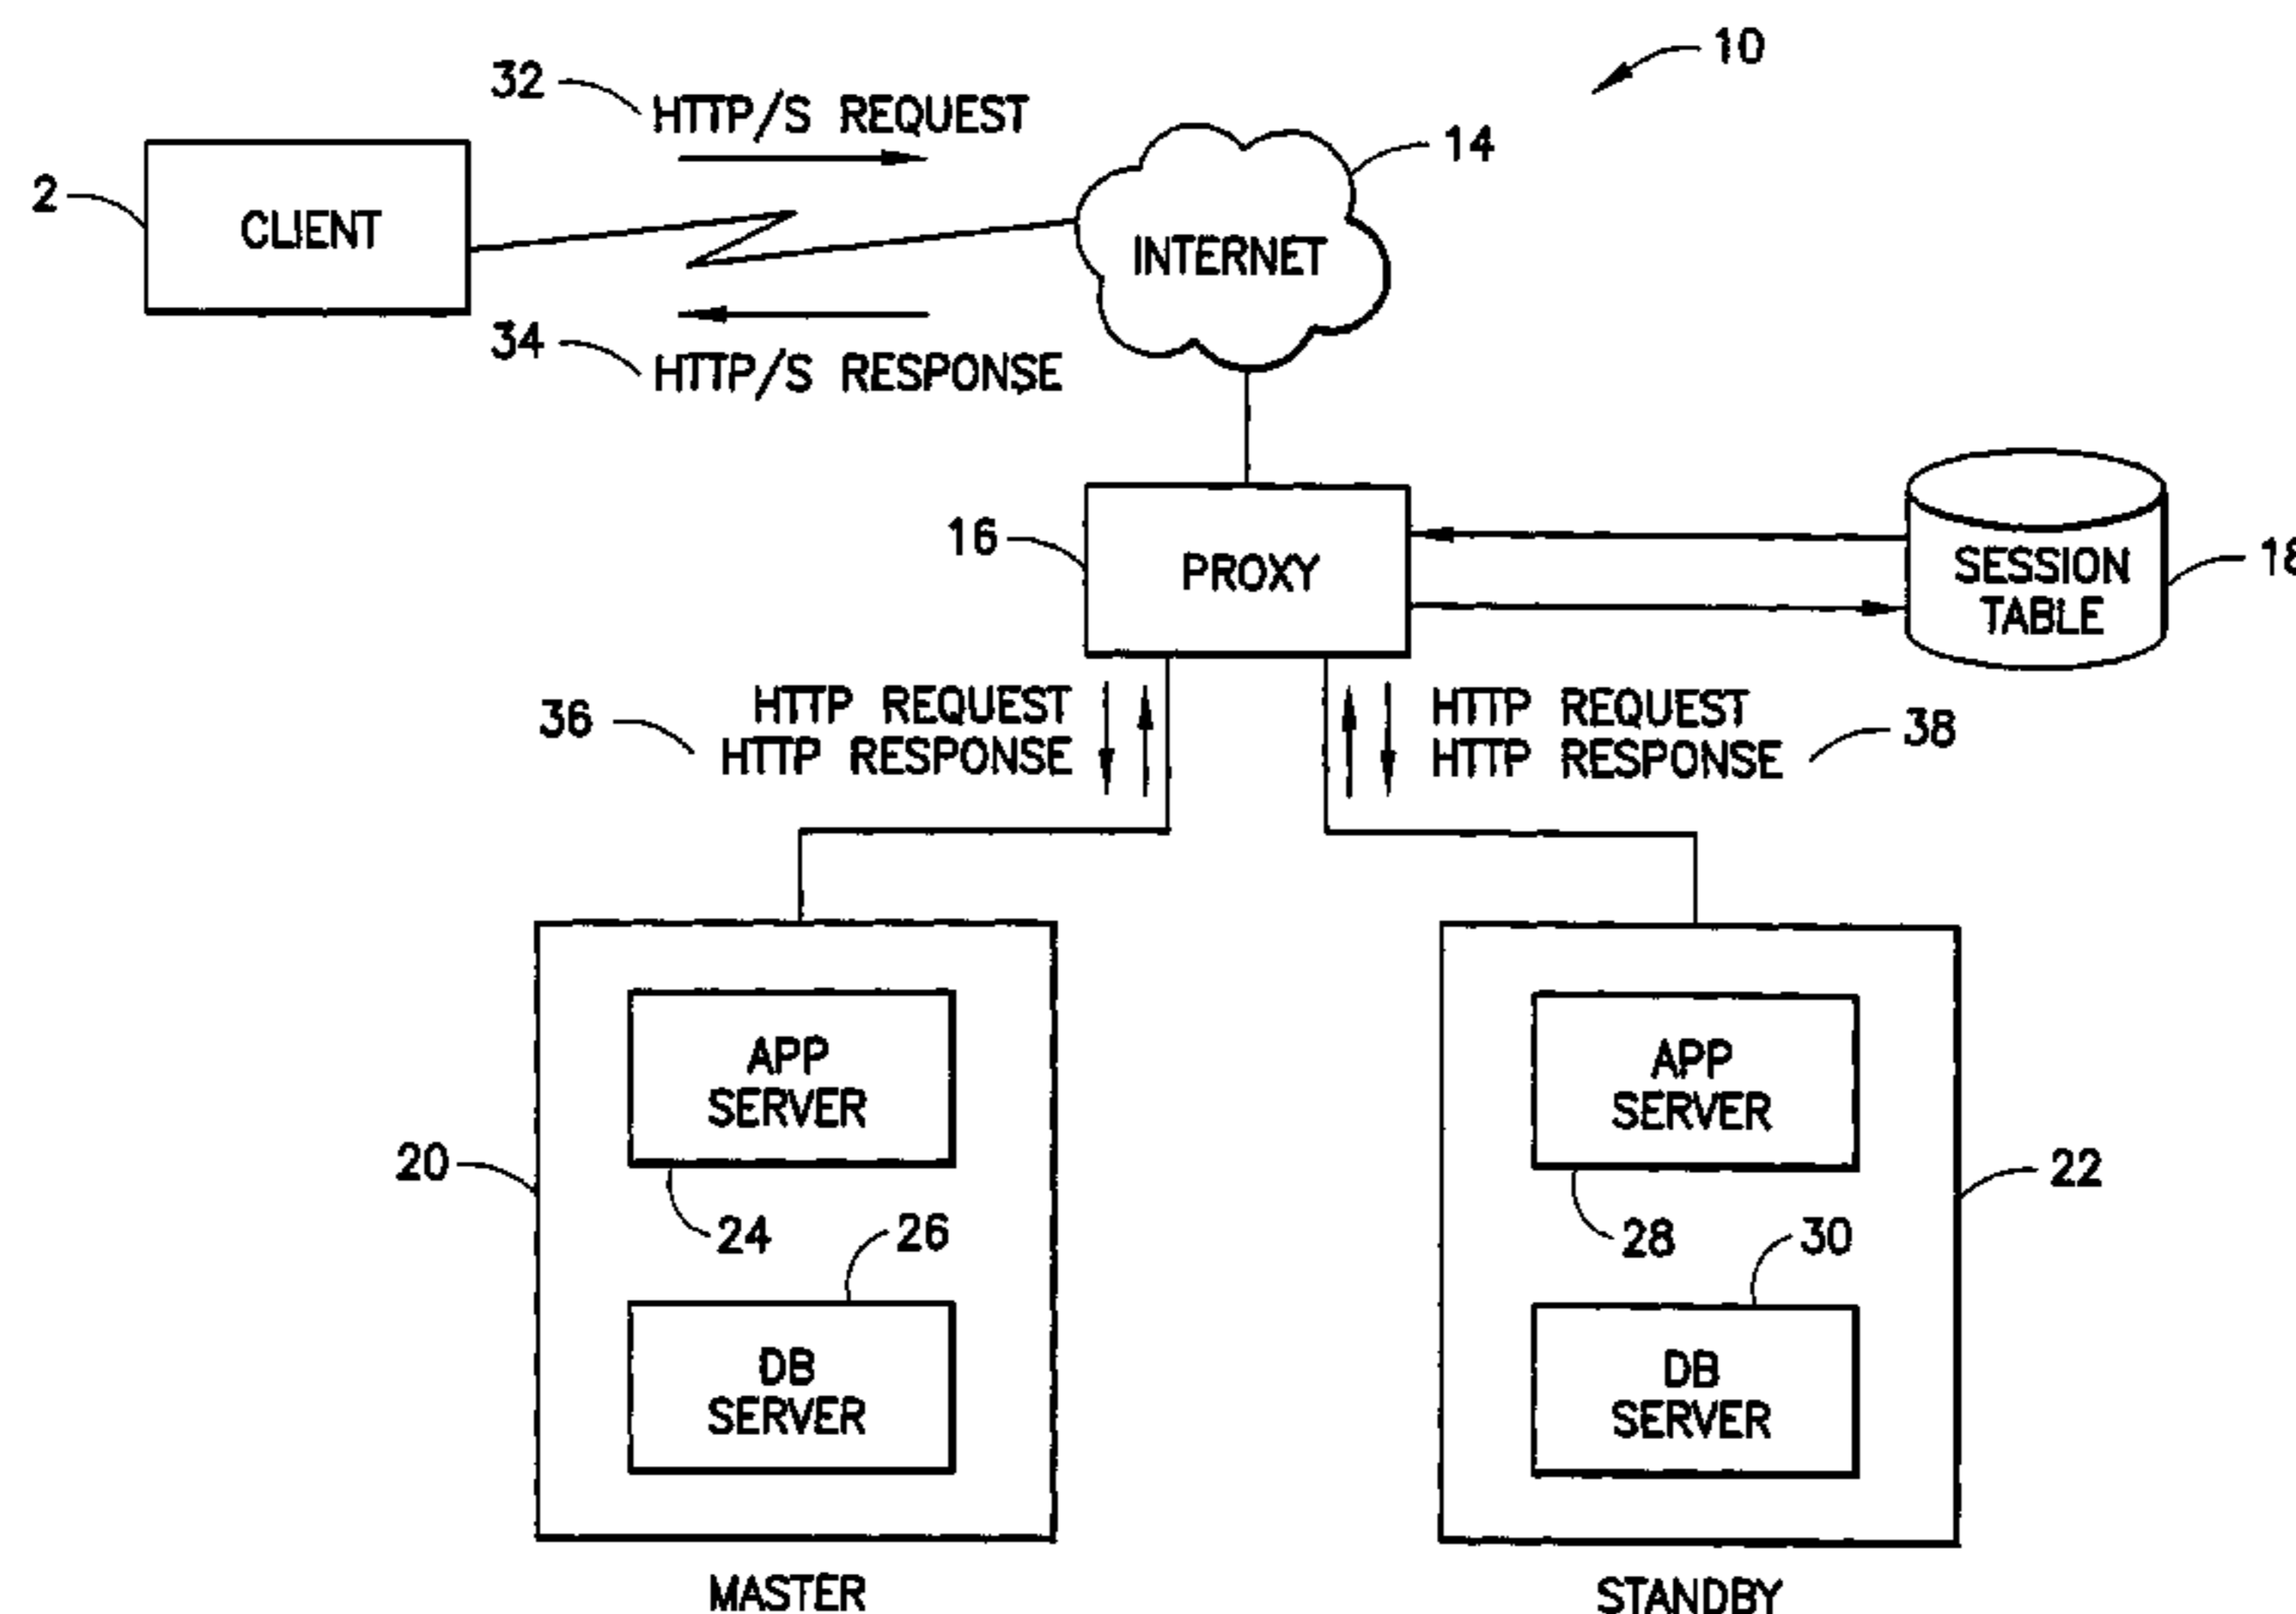 10
32
HTTP/S REQUEST
14
2
CLIENT
INTERNET
34
HTTP/S RESPONSE
16
PROXY
SESSION
TABLE
18
36
HTTP REQUEST
HTTP RESPONSE
HTTP REQUEST
HTTP RESPONSE
38
APP
SERVER
APP
SERVER
20
22
24
26
28
30
DB
SERVER
DB
SERVER
MASTER
STANDBY